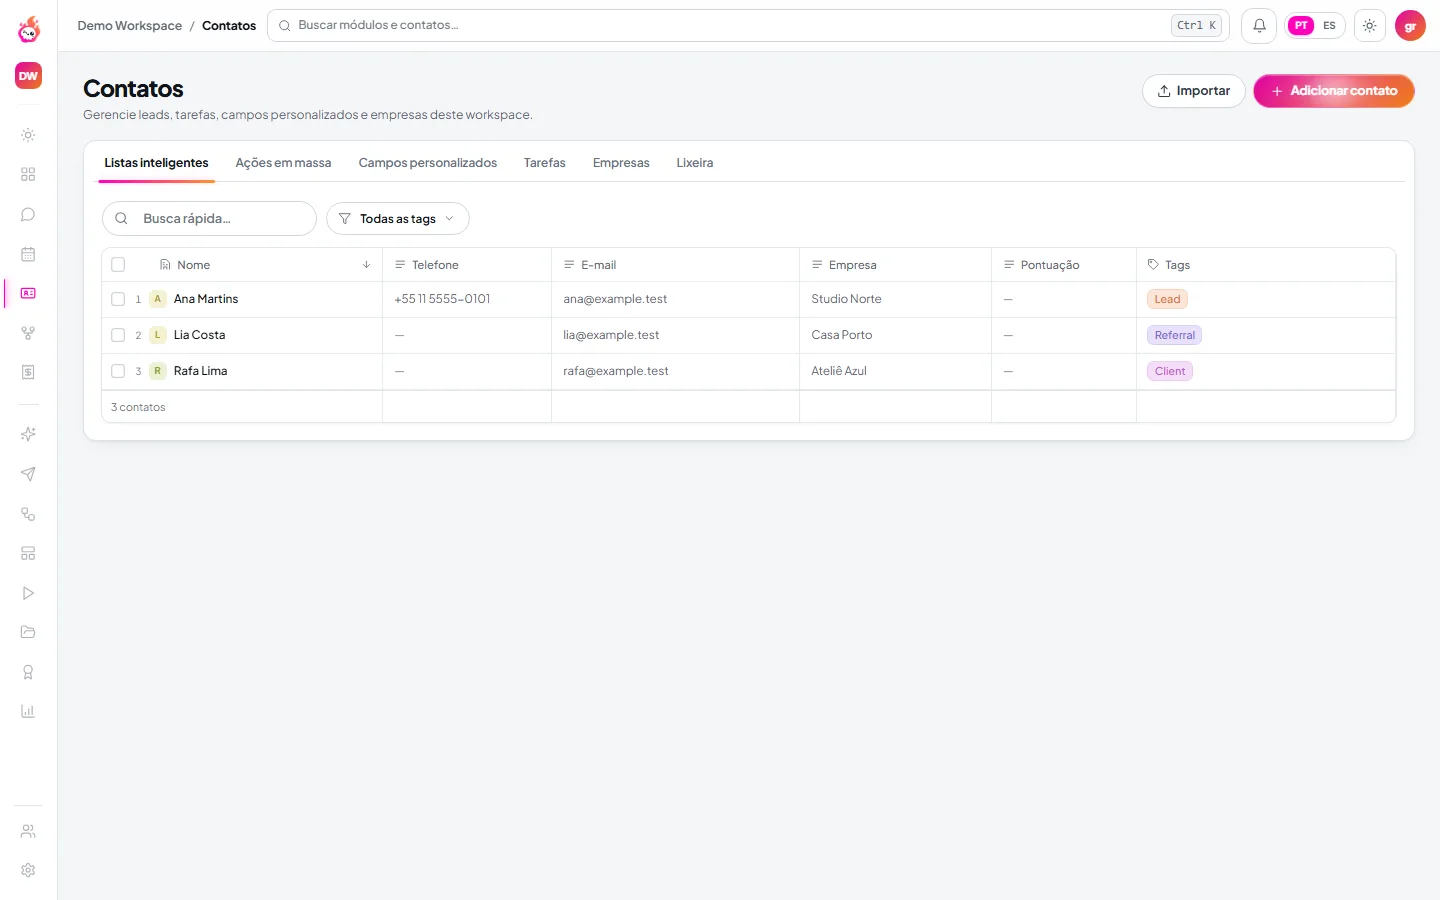 Demo Workspace / Contatos
Buscar módulos e contatos...
Ctrl K
PT ES
gr
DW
Contatos
Gerencie leads, tarefas, campos personalizados e empresas deste workspace.
Importar
+ Adicionar contato
Listas inteligentes Ações em massa Campos personalizados Tarefas Empresas Lixeira
Busca rápida... Todas as tags
Nome Telefone E-mail Empresa Pontuação Tags
1 A Ana Martins +55 11 5555-0101 ana@example.test Studio Norte — Lead
2 L Lia Costa — lia@example.test Casa Porto — Referral
3 R Rafa Lima — rafa@example.test Ateliê Azul — Client
3 contatos